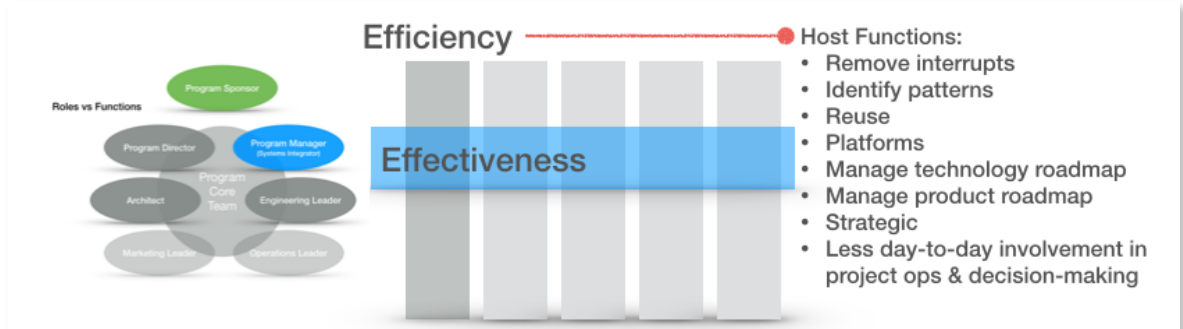 Efficiency
Host Functions:
• Remove interrupts
• Identify patterns
• Reuse
• Platforms
• Manage technology roadmap
• Manage product roadmap
• Strategic
• Less day-to-day involvement in
project ops & decision-making
Effectiveness
Roles vs Functions
Program Sponsor
Program Director
Program Manager
(Systems Integrator)
Program
Core
Team
Architect
Engineering Leader
Marketing Leader
Operations Leader